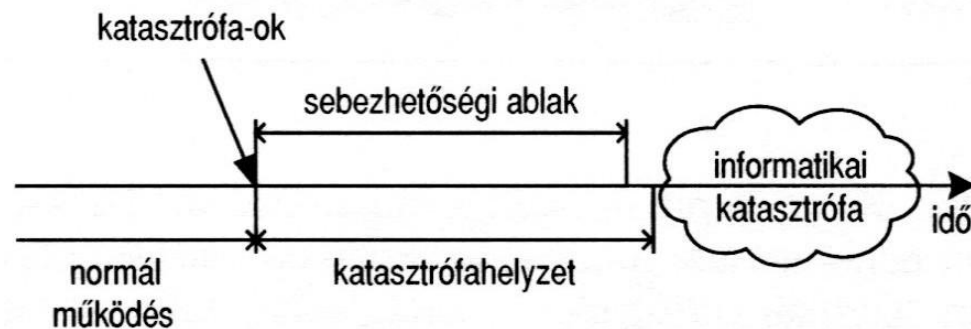 katasztrófa-ok
sebezhetőségi ablak
informatikai
katasztrófa
idő
normál
működés
katasztrófahelyzet